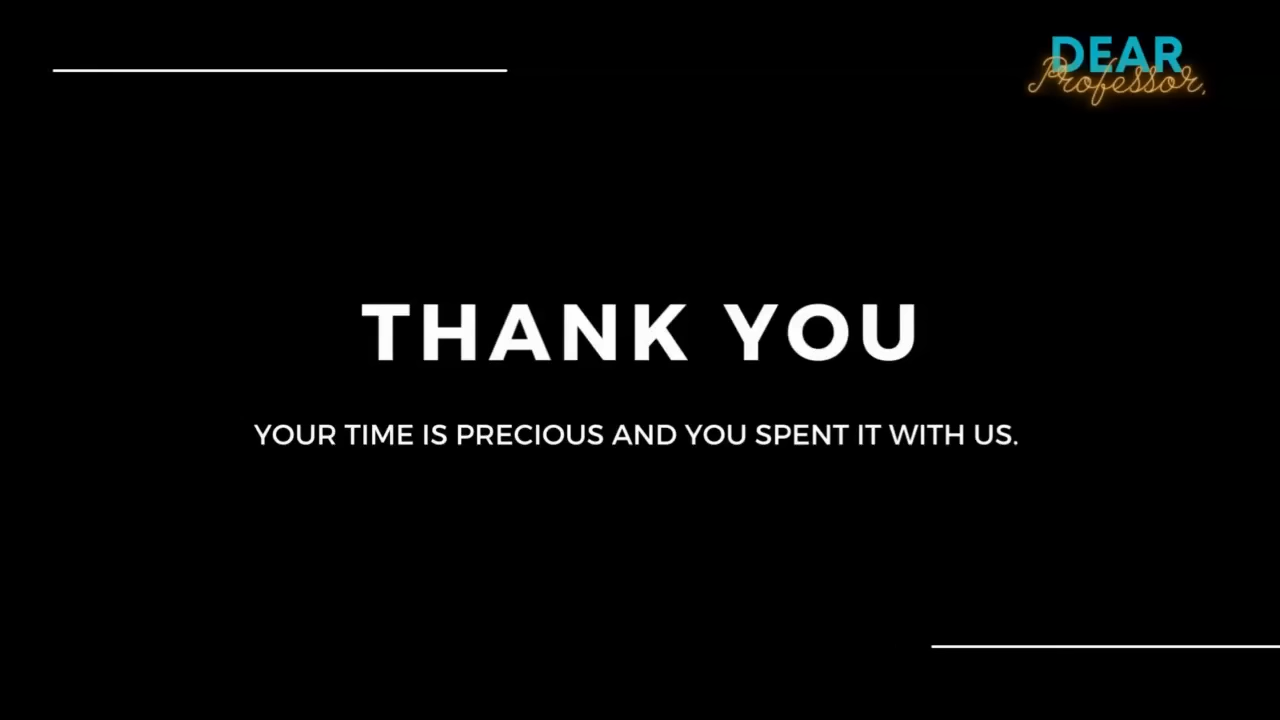 DEAR
Professor.
THANK YOU
YOUR TIME IS PRECIOUS AND YOU SPENT IT WITH US.